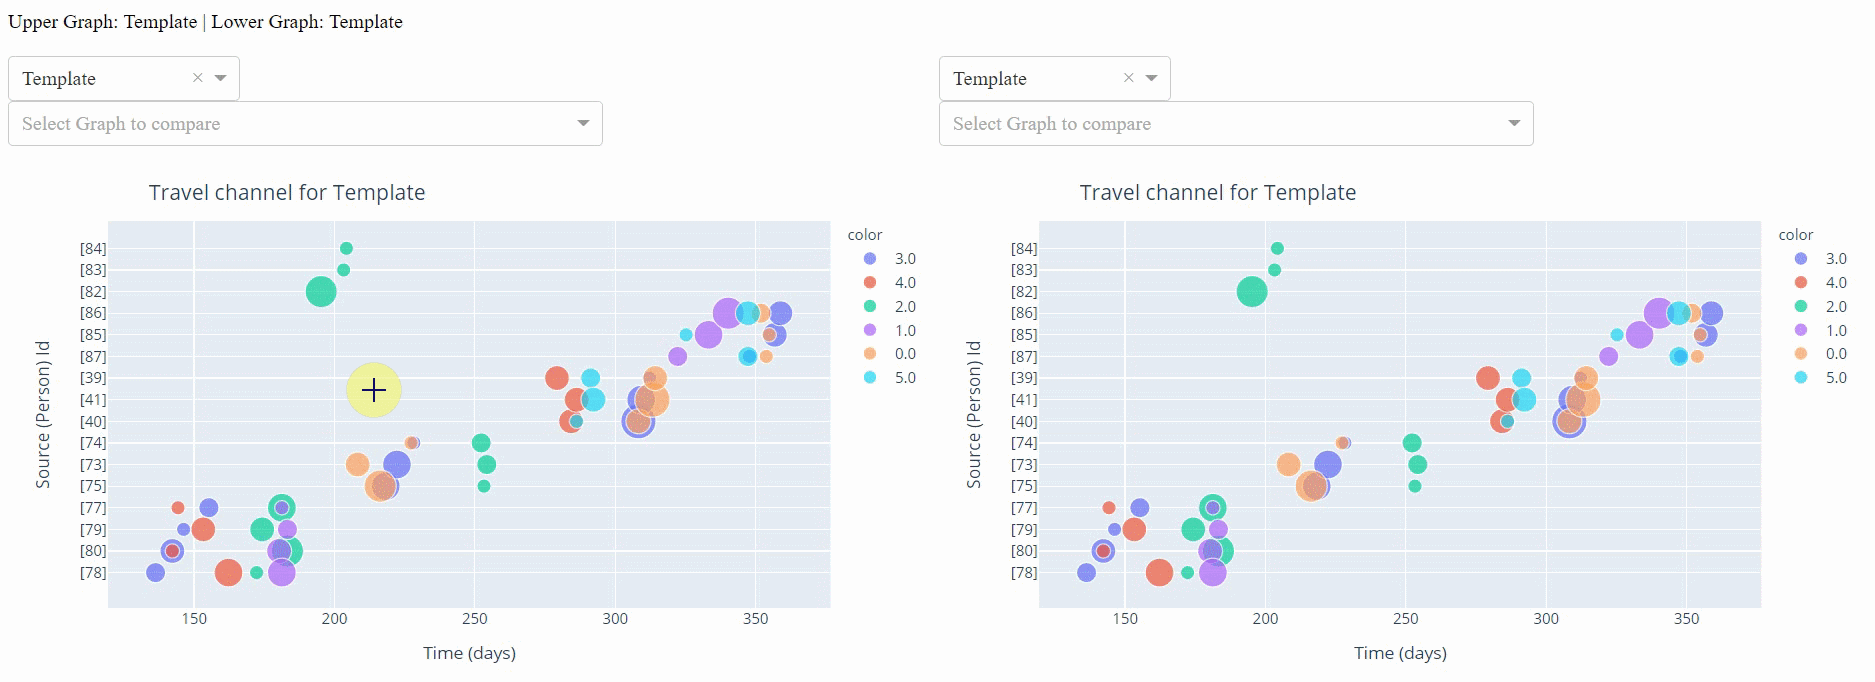 Upper Graph: Template | Lower Graph: Template
Template × 
Select Graph to compare
Template ×
Select Graph to compare
Travel channel for Template
Source (Person) Id
[84]
[83]
[82]
[86]
[85]
[87]
[39]
[41]
[40]
[74]
[73]
[75]
[77]
[79]
[80]
[78]
150 200 250 300 350
Time (days)
color
3.0
4.0
2.0
1.0
0.0
5.0
Travel channel for Template
Source (Person) Id
[84]
[83]
[82]
[86]
[85]
[87]
[39]
[41]
[40]
[74]
[73]
[75]
[77]
[79]
[80]
[78]
150 200 250 300 350
Time (days)
color
3.0
4.0
2.0
1.0
0.0
5.0